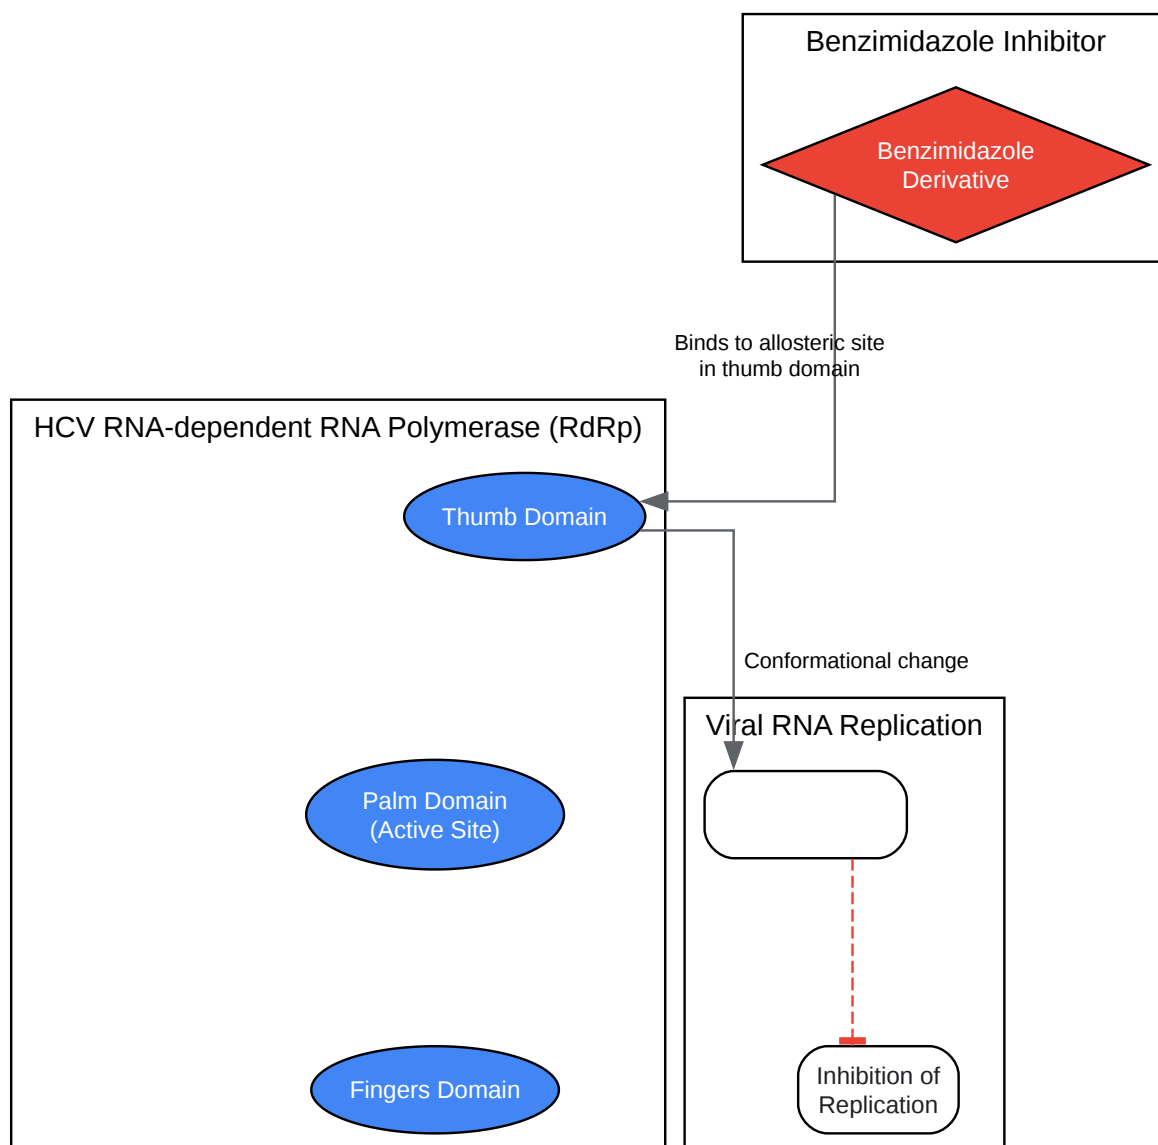 Benzimidazole Inhibitor
Benzimidazole
Derivative
Binds to allosteric site
in thumb domain
HCV RNA-dependent RNA Polymerase (RdRp)
Thumb Domain
Conformational change
Viral RNA Replication
Palm Domain
(Active Site)
Fingers Domain
Inhibition of
Replication